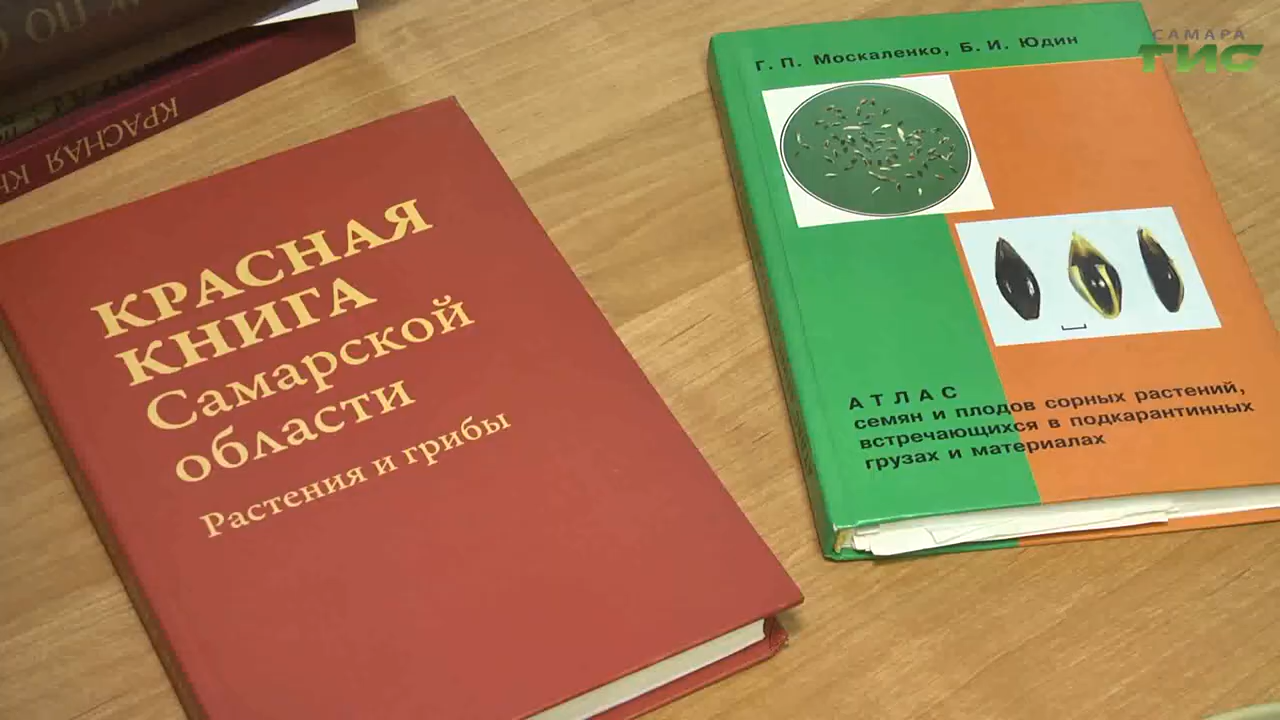 КРАСНАЯ
КНИГА
Самарской
области
Растения и грибы
Г. П. Москаленко, Б. И. Юдин
АТЛАС
семян и плодов сорных растений,
встречающихся в подкарантинных
грузах и материалах
КРАСНАЯ
САМАРА
ГИС